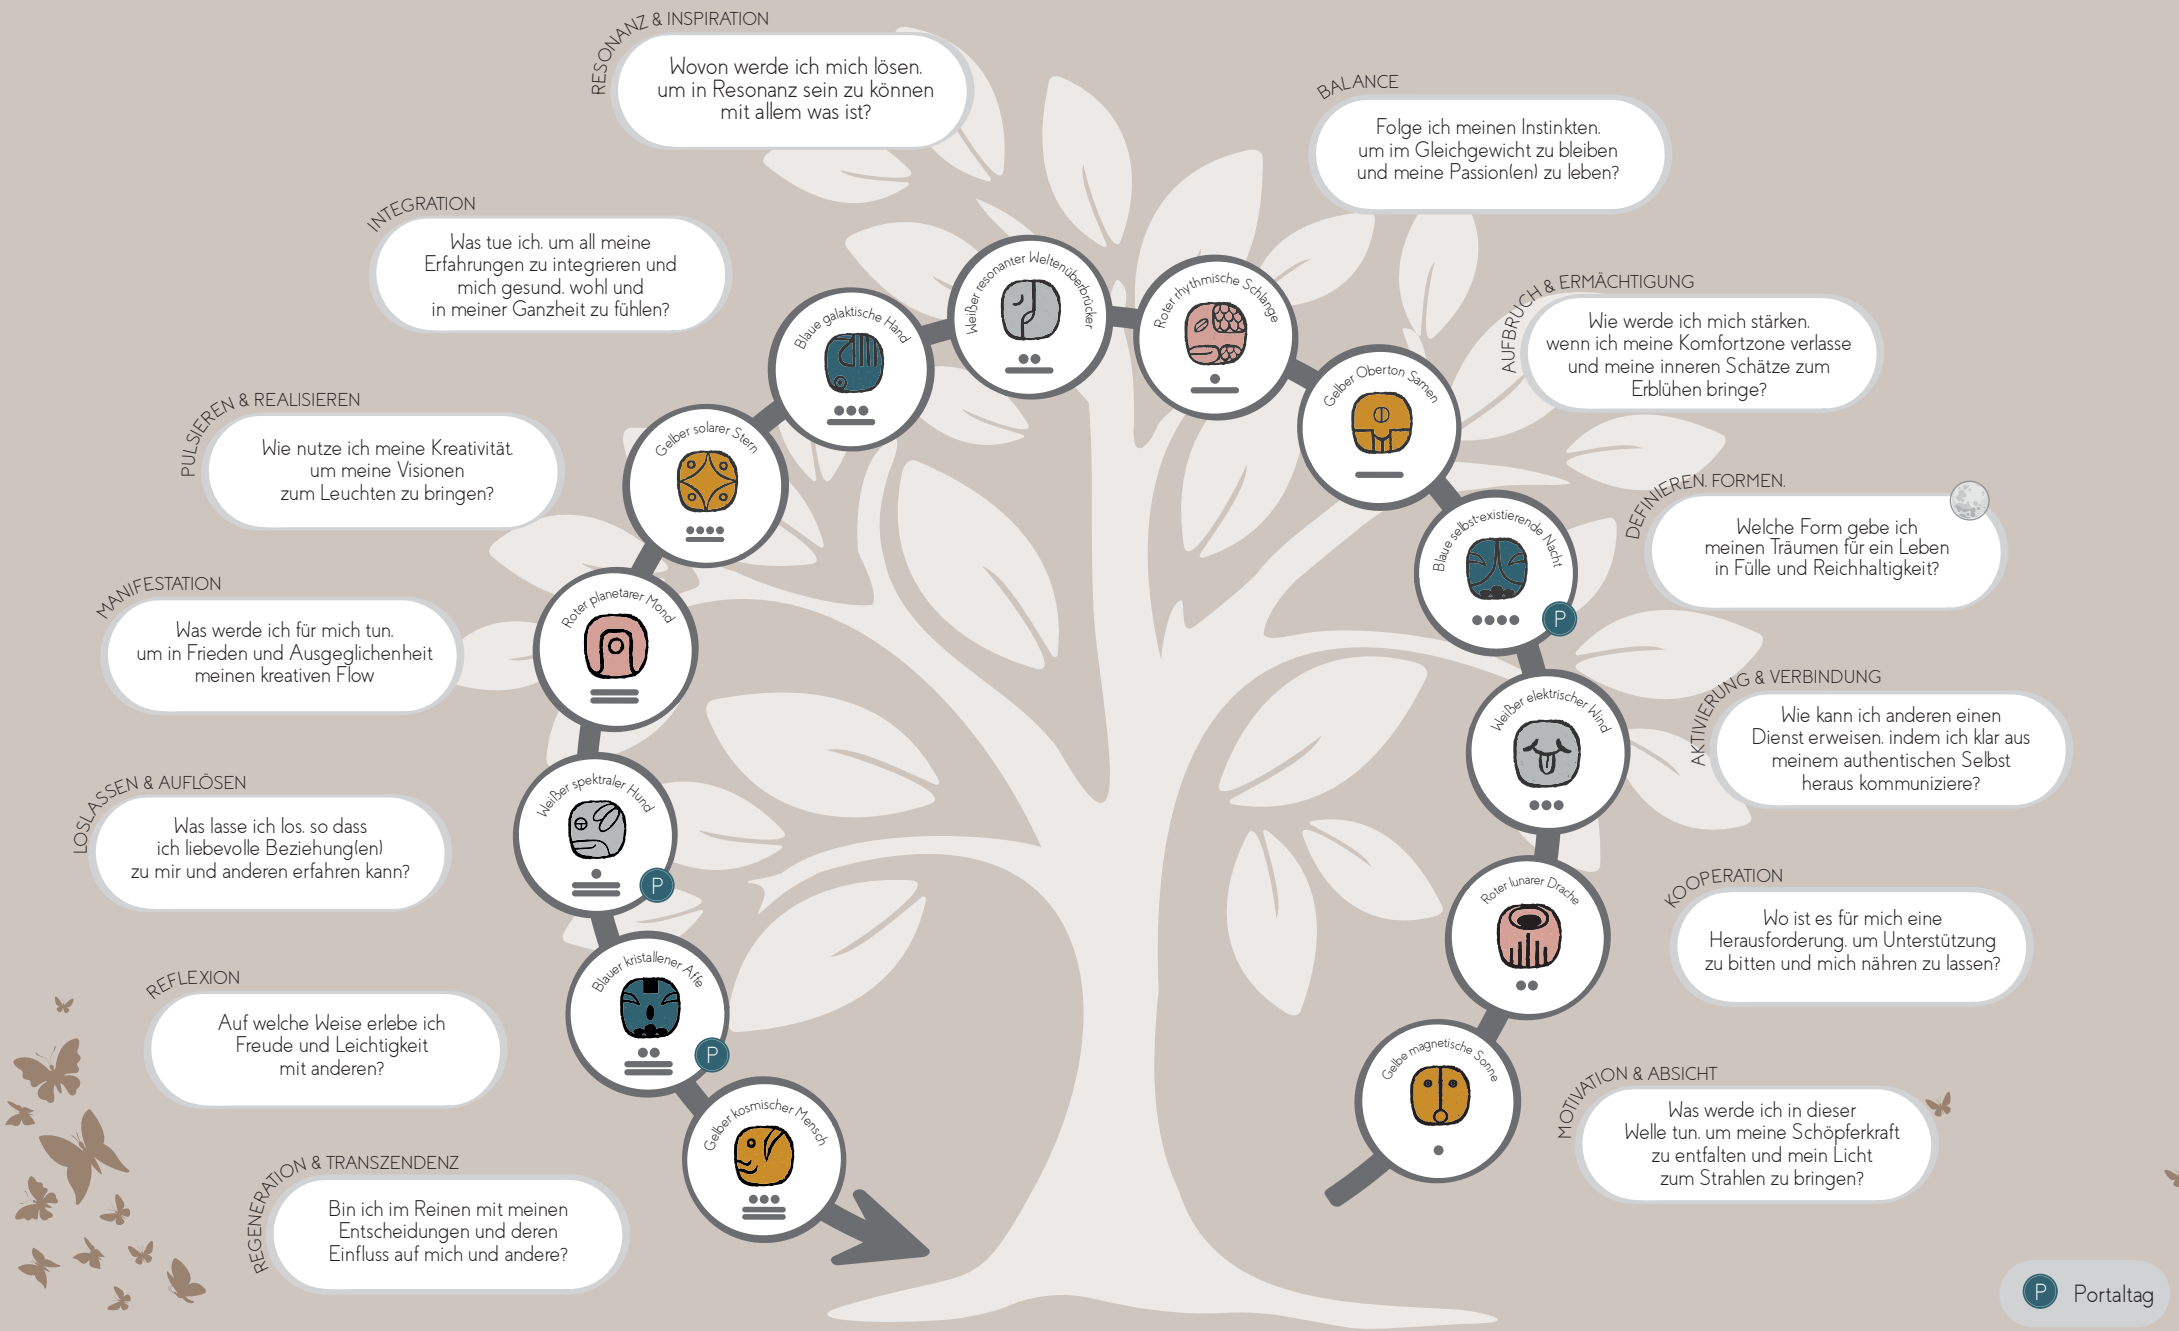 RESONANZ & INSPIRATION
Wovon werde ich mich lösen.
um in Resonanz sein zu können
mit allem was ist?
BALANCE
Folge ich meinen Instinkten.
um im Gleichgewicht zu bleiben
und meine Passion(en) zu leben?
INTEGRATION
Was tue ich. um all meine
Erfahrungen zu integrieren und
mich gesund. wohl und
in meiner Ganzheit zu fühlen?
AUFBRUCH & ERMÄCHTIGUNG
Wie werde ich mich stärken.
wenn ich meine Komfortzone verlasse
und meine inneren Schätze zum
Erblühen bringe?
Weißer resonanter Weltenüberbrücker
Roter rhythmische Schlange
Blaue galaktische Hand
Gelber Oberton Samen
PULSIEREN & REALISIEREN
Wie nutze ich meine Kreativität.
um meine Visionen
zum Leuchten zu bringen?
Gelber solarer Stern
DEFINIEREN. FORMEN.
Welche Form gebe ich
meinen Träumen für ein Leben
in Fülle und Reichhaltigkeit?
Blaue selbst-existierende Nacht
P
MANIFESTATION
Was werde ich für mich tun.
um in Frieden und Ausgeglichenheit
meinen kreativen Flow
Roter planetarer Mond
AKTIVIERUNG & VERBINDUNG
Wie kann ich anderen einen
Dienst erweisen. indem ich klar aus
meinem authentischen Selbst
heraus kommuniziere?
Weißer elektrischer Wind
LOSLASSEN & AUFLÖSEN
Was lasse ich los. so dass
ich liebevolle Beziehung(en)
zu mir und anderen erfahren kann?
Weißer spektraler Hund
P
KOOPERATION
Wo ist es für mich eine
Herausforderung. um Unterstützung
zu bitten und mich nähren zu lassen?
Roter lunarer Drache
REFLEXION
Auf welche Weise erlebe ich
Freude und Leichtigkeit
mit anderen?
Blauer kristallener Affe
P
Gelbe magnetische Sonne
MOTIVATION & ABSICHT
Was werde ich in dieser
Welle tun. um meine Schöpferkraft
zu entfalten und mein Licht
zum Strahlen zu bringen?
Gelber kosmischer Mensch
REGENERATION & TRANSZENDENZ
Bin ich im Reinen mit meinen
Entscheidungen und deren
Einfluss auf mich und andere?
P Portaltag